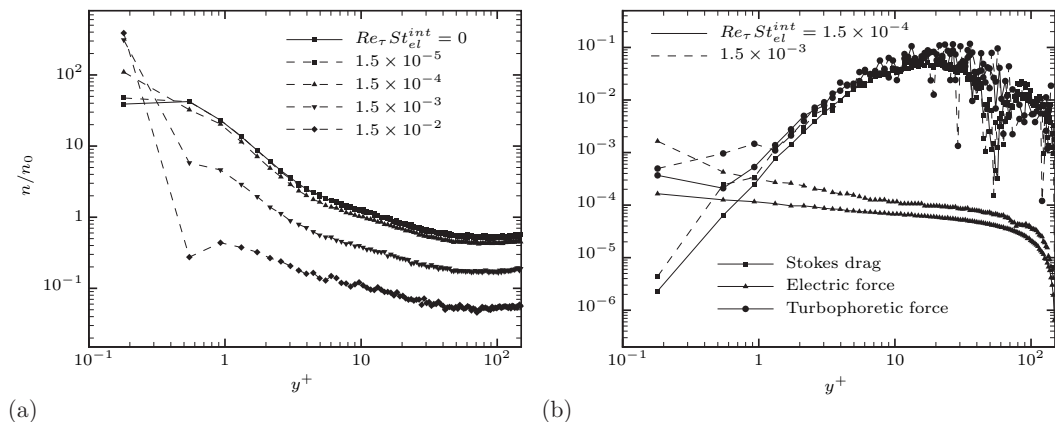 Re_τ St_el^int = 0
1.5 × 10^−5
1.5 × 10^−4
1.5 × 10^−3
1.5 × 10^−2
n/n_0
10^2
10
1
10^−1
10^−1
1
10
10^2
y^+
(a)
Re_τ St_el^int = 1.5 × 10^−4
1.5 × 10^−3
10^−1
10^−2
10^−3
10^−4
10^−5
10^−6
Stokes drag
Electric force
Turbophoretic force
10^−1
1
10
10^2
y^+
(b)